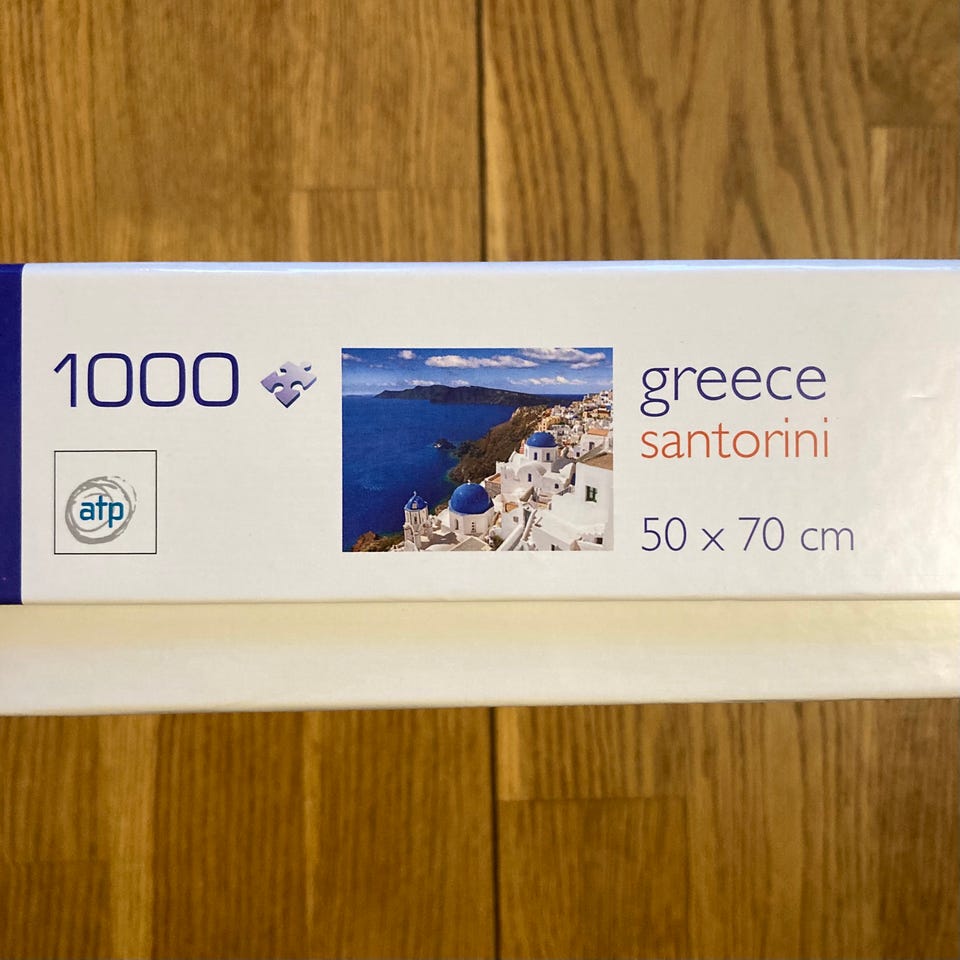 1000
atp
greece
santorini
50 x 70 cm